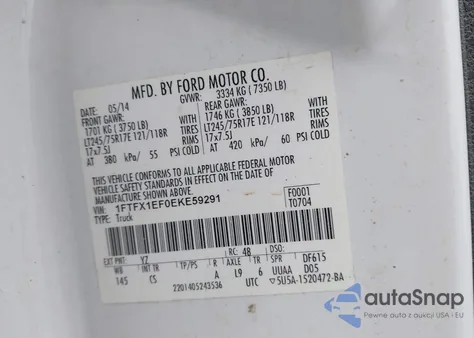 MFD. BY FORD MOTOR CO.
DATE: 05/14 GVWR: 3334 KG ( 7350 LB)
FRONT GAWR: REAR GAWR:
1701 KG ( 3750 LB) WITH 1746 KG ( 3850 LB) WITH
LT245/75R17E 121/118R TIRES LT245/75R17E 121/118R TIRES
17x7.5J RIMS 17x7.5J RIMS
AT 380 kPa/ 55 PSI COLD AT 420 kPa/ 60 PSI COLD
THIS VEHICLE CONFORMS TO ALL APPLICABLE FEDERAL MOTOR
VEHICLE SAFETY STANDARDS IN EFFECT ON THE DATE OF
MANUFACTURE SHOWN ABOVE.
VIN: 1FTFX1EF0EKE59291 F0001
TYPE: Truck T0704
EXT PNT: YZ RC: 48 DSO:
WB INT TR TP/PS R AXLE TR SPR DF615
145 CS A L9 6 UUAA D05
2201405243536 UTC ▽5U5A-1520472-BA
autoSnap
Pewne auta z aukcji USA i EU